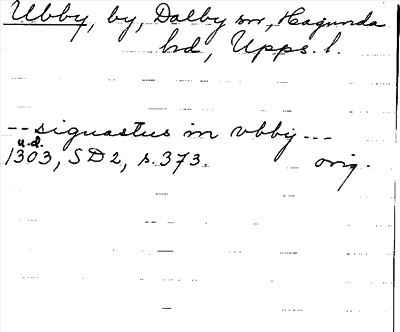 Ubby, by, Dalby sn, Hagunda
hd, Upps. l.
-- signastus in vbby ---
u.d.
1303, SD 2, s. 373. orig.